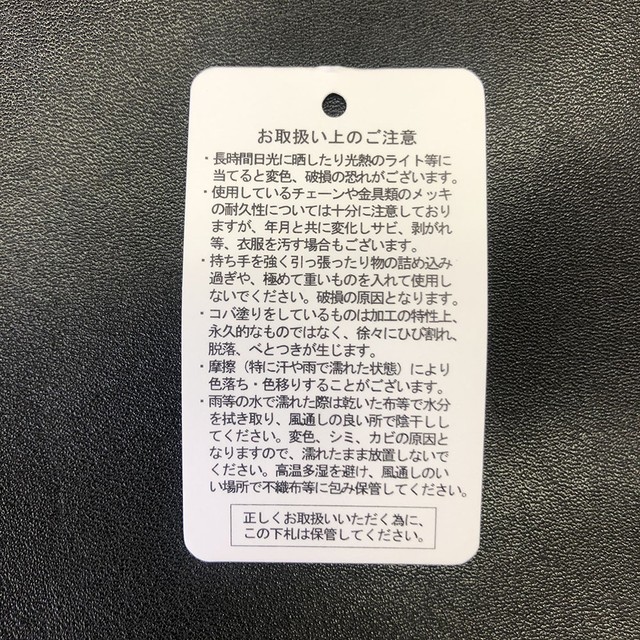 お取扱い上のご注意
・長時間日光に晒したり光熱のライト等に
当てると変色、破損の恐れがございます。
・使用しているチェーンや金具類のメッキ
の耐久性については十分に注意しており
ますが、年月と共に変化しサビ、剥がれ
等、衣服を汚す場合もございます。
・持ち手を強く引っ張ったり物の詰め込み
過ぎや、極めて重いものを入れて使用し
ないでください。破損の原因となります。
・コバ塗りをしているものは加工の特性上、
永久的なものではなく、徐々にひび割れ、
脱落、べとつきが生じます。
・摩擦（特に汗や雨で濡れた状態）により
色落ち・色移りすることがございます。
・雨等の水で濡れた際は乾いた布等で水分
を拭き取り、風通しの良い所で陰干しし
てください。変色、シミ、カビの原因と
なりますので、濡れたまま放置しないで
ください。高温多湿を避け、風通しのい
い場所で不織布等に包み保管してください。
正しくお取扱いいただく為に、
この下札は保管してください。